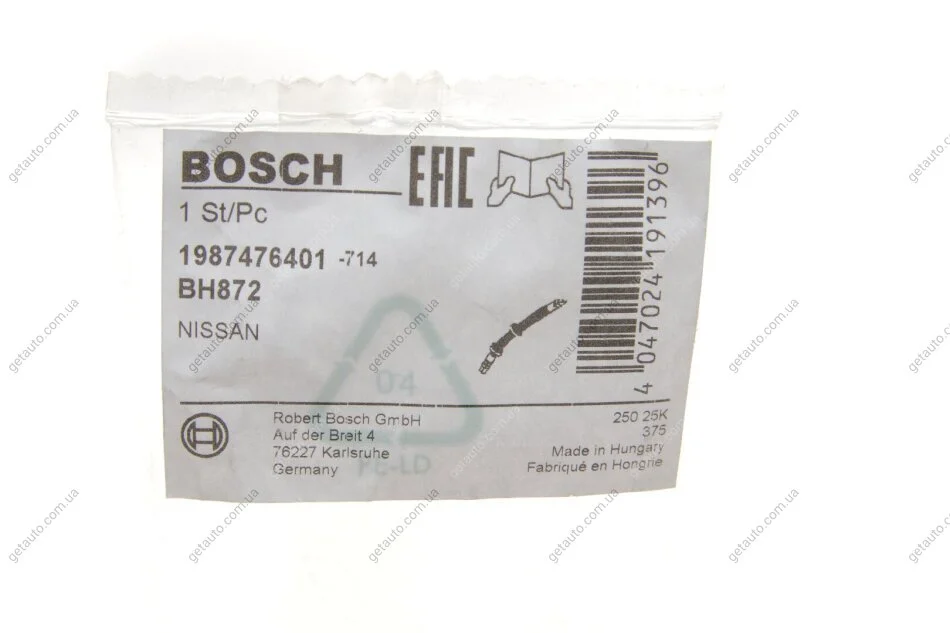 BOSCH
EAC
1 St/Pc
1987476401 -714
BH872
NISSAN
4 047024 191396
04
PE-LD
Robert Bosch GmbH
Auf der Breit 4
76227 Karlsruhe
Germany
250 25K
375
Made in Hungary
Fabriqué en Hongrie
getauto.com.ua